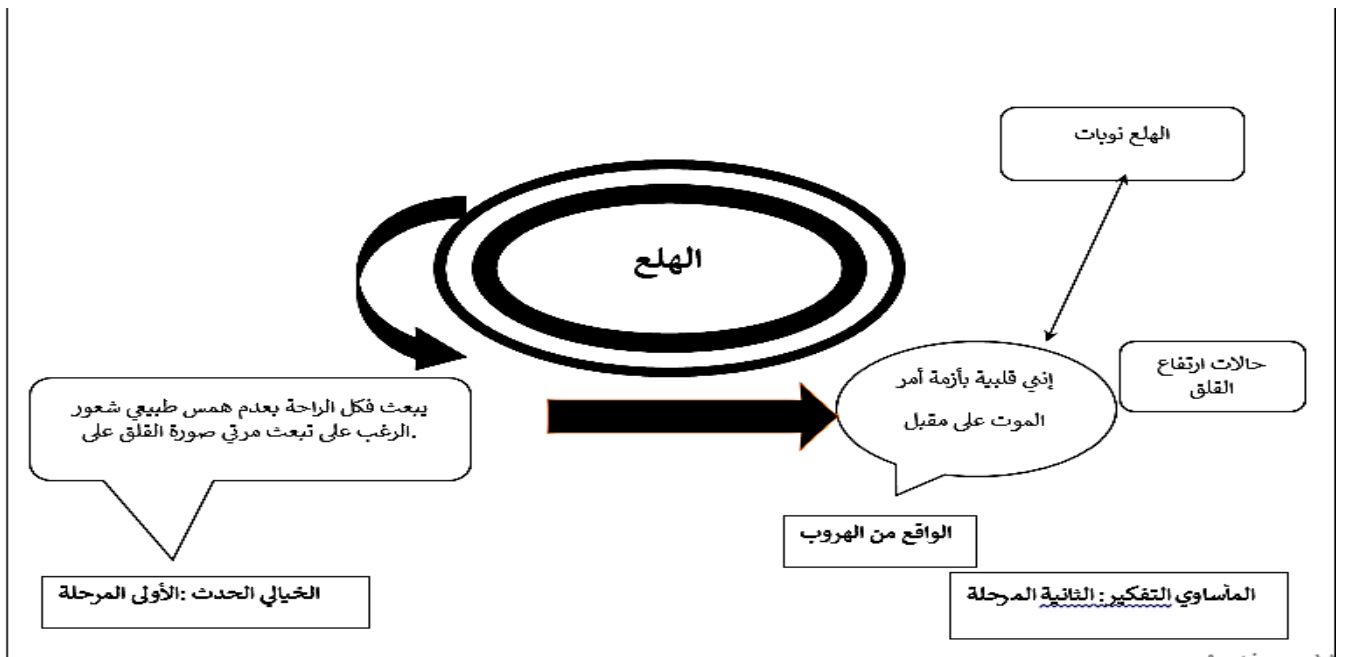 الهلع نوبات
الهلع
حالات ارتفاع
القلق
إنني قلبية بأزمة أمر
الموت على مقبل
يبعث فكل الراحة بعدم همس طبيعي شعور
.الرغب على تبعث مرتي صورة القلق على
الواقع من الهروب
الخيالي الحدث :الأولى المرحلة
المأساوي التفكير: الثانية المرحلة